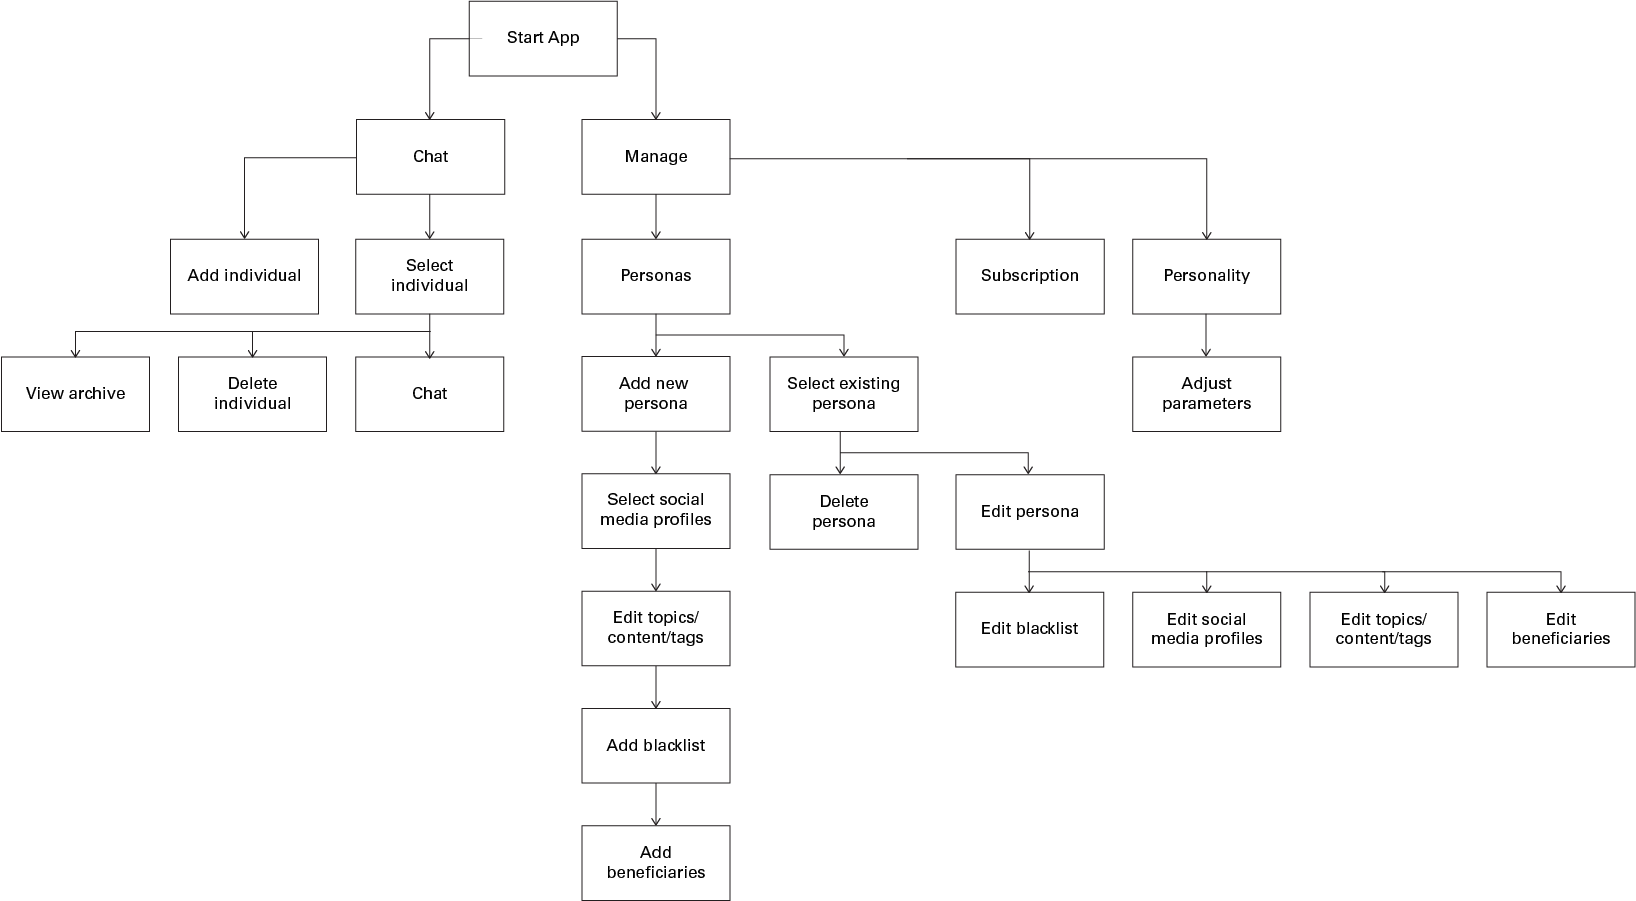 Start App
Chat
Manage
Add individual
Select
individual
Personas
Subscription
Personality
View archive
Delete
individual
Chat
Add new
persona
Select existing
persona
Adjust
parameters
Select social
media profiles
Delete
persona
Edit persona
Edit topics/
content/tags
Edit blacklist
Edit social
media profiles
Edit topics/
content/tags
Edit
beneficiaries
Add blacklist
Add
beneficiaries